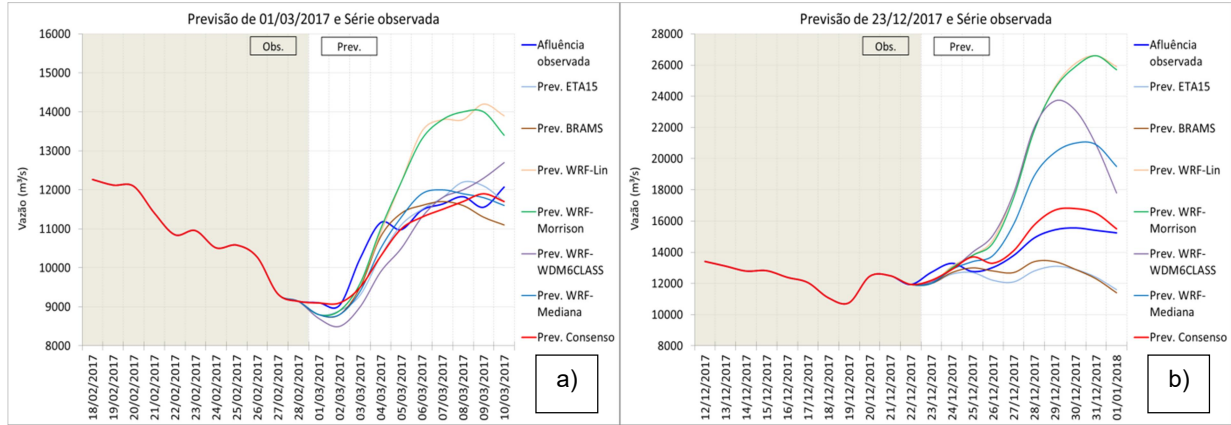 Previsão de 01/03/2017 e Série observada
16000
15000
14000
13000
12000
11000
10000
9000
8000
Vazão (m³/s)
Obs.
Prev.
18/02/2017
19/02/2017
20/02/2017
21/02/2017
22/02/2017
23/02/2017
24/02/2017
25/02/2017
26/02/2017
27/02/2017
28/02/2017
01/03/2017
02/03/2017
03/03/2017
04/03/2017
05/03/2017
06/03/2017
07/03/2017
08/03/2017
09/03/2017
10/03/2017
Afluência
observada
Prev. ETA15
Prev. BRAMS
Prev. WRF-Lin
Prev. WRF-
Morrison
Prev. WRF-
WDM6CLASS
Prev. WRF-
Mediana
Prev. Consenso
a)
Previsão de 23/12/2017 e Série observada
28000
26000
24000
22000
20000
18000
16000
14000
12000
10000
8000
Vazão (m³/s)
Obs.
Prev.
12/12/2017
13/12/2017
14/12/2017
15/12/2017
16/12/2017
17/12/2017
18/12/2017
19/12/2017
20/12/2017
21/12/2017
22/12/2017
23/12/2017
24/12/2017
25/12/2017
26/12/2017
27/12/2017
28/12/2017
29/12/2017
30/12/2017
31/12/2017
01/01/2018
Afluência
observada
Prev. ETA15
Prev. BRAMS
Prev. WRF-Lin
Prev. WRF-
Morrison
Prev. WRF-
WDM6CLASS
Prev. WRF-
Mediana
Prev. Consenso
b)